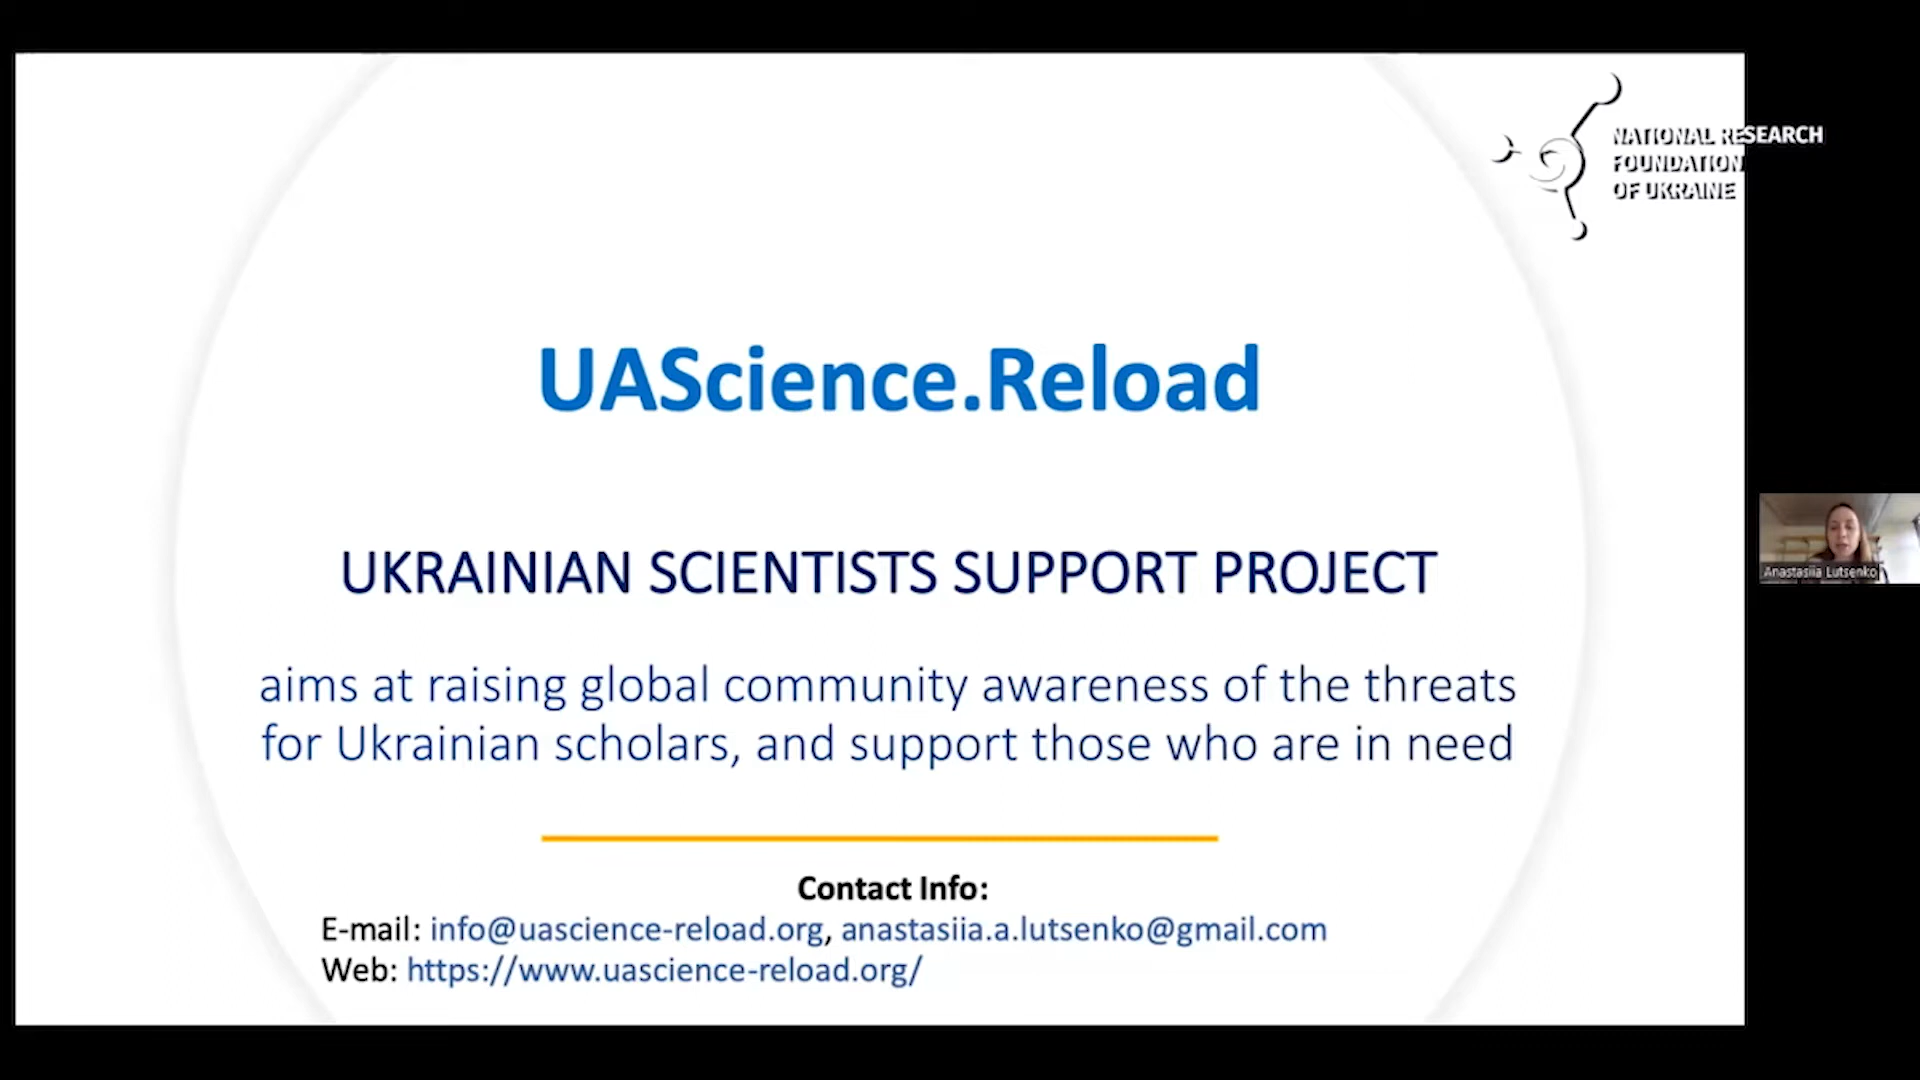 NATIONAL RESEARCH
FOUNDATION
OF UKRAINE
UAScience.Reload
UKRAINIAN SCIENTISTS SUPPORT PROJECT
aims at raising global community awareness of the threats
for Ukrainian scholars, and support those who are in need
Anastasiia Lutsenko
Contact Info:
E-mail: info@uascience-reload.org, anastasiia.a.lutsenko@gmail.com
Web: https://www.uascience-reload.org/